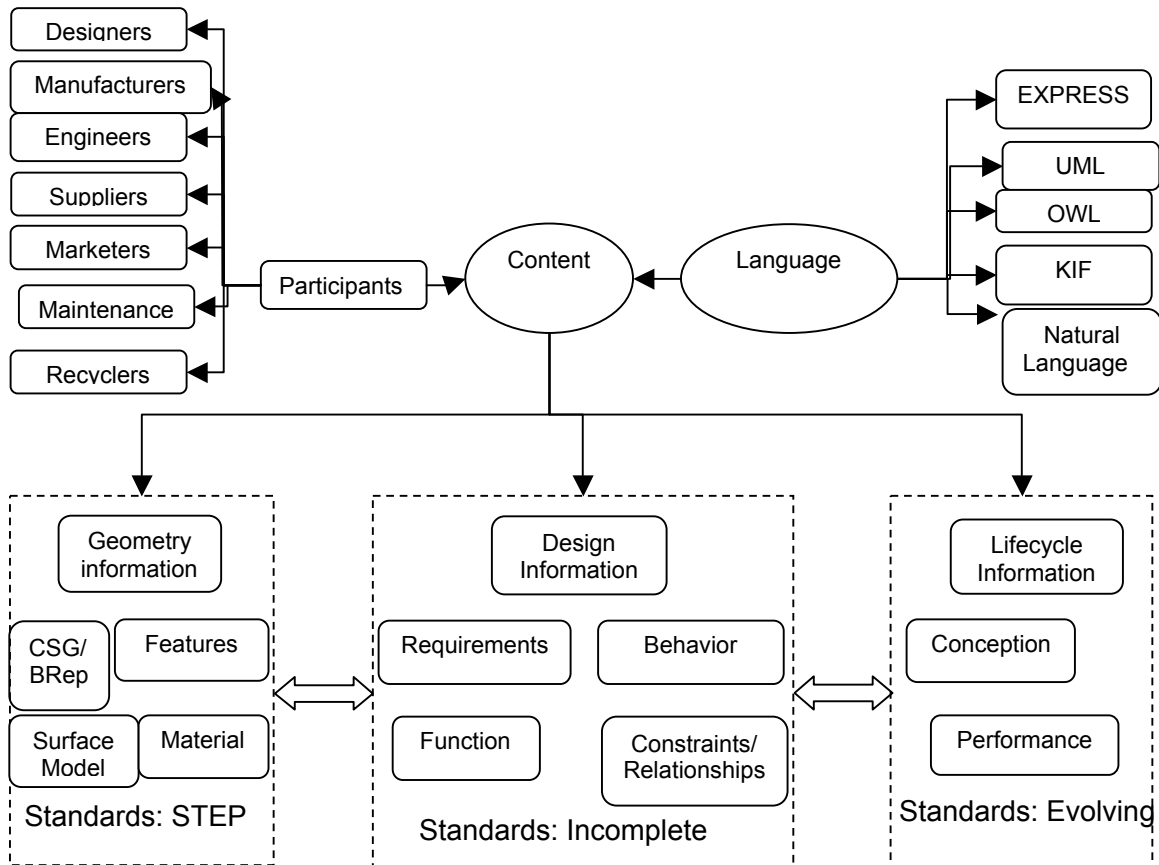 Designers
Manufacturers
Engineers
Suppliers
Marketers
Maintenance
Recyclers
Participants
Content
Language
EXPRESS
UML
OWL
KIF
Natural
Language
Geometry
information
CSG/
BRep
Features
Surface
Model
Material
Standards: STEP
Design
Information
Requirements
Behavior
Function
Constraints/
Relationships
Standards: Incomplete
Lifecycle
Information
Conception
Performance
Standards: Evolving